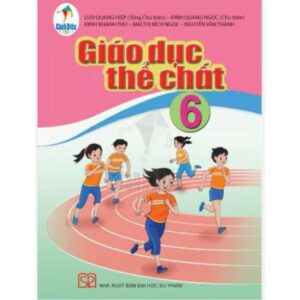 Cánh Diều
LƯU QUANG HIỆP (Tổng Chủ biên) – ĐINH QUANG NGỌC (Chủ biên)
ĐINH KHÁNH THU – MAI THỊ BÍCH NGỌC – NGUYỄN VĂN THÀNH
Giáo dục
thể chất
6
NHÀ XUẤT BẢN ĐẠI HỌC SƯ PHẠM